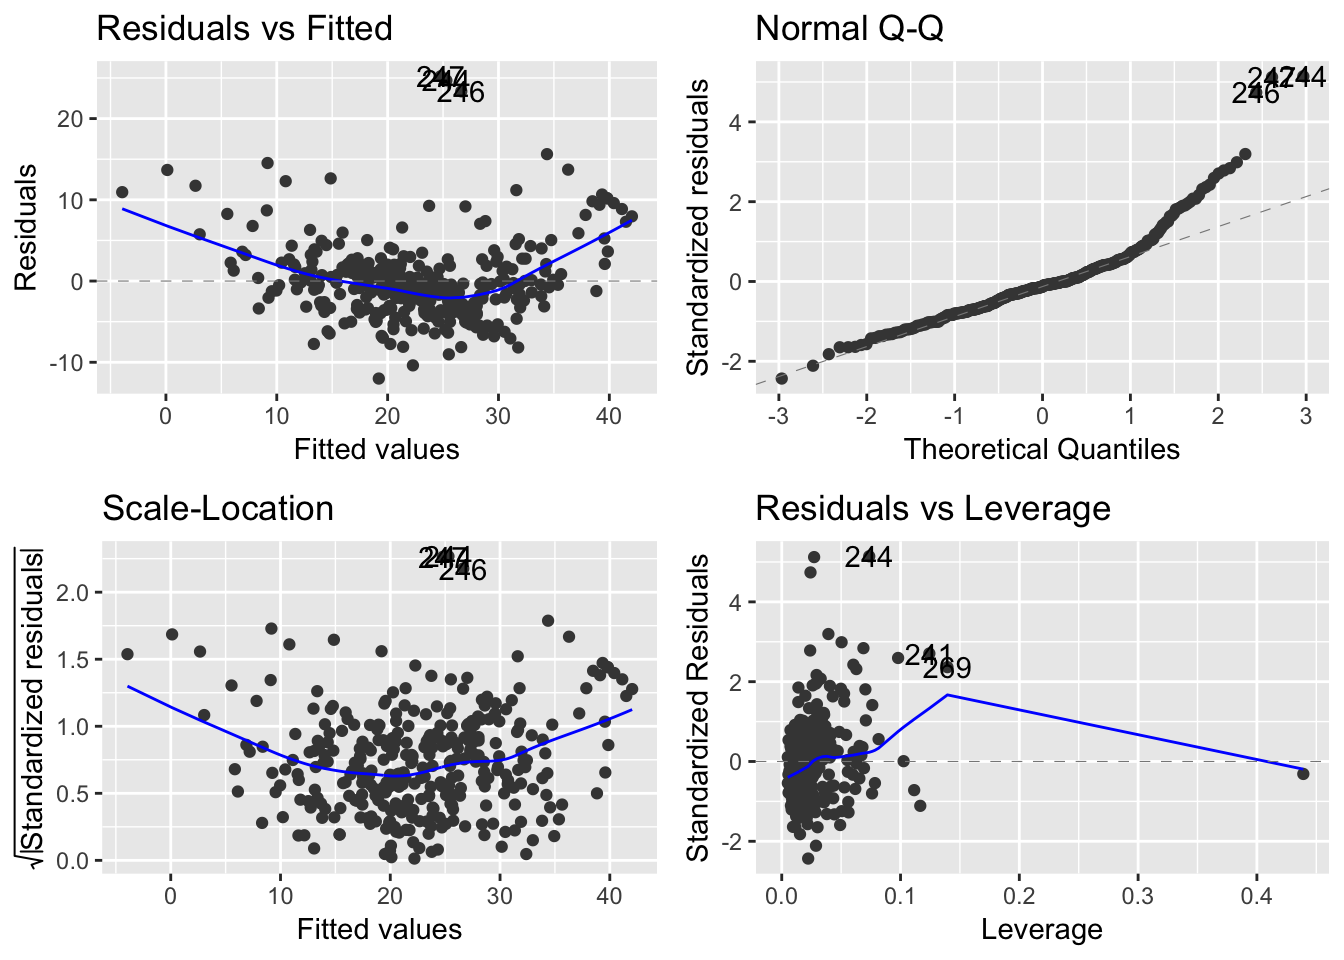 Residuals vs Fitted
Residuals
20
10
0
-10
246
0 10 20 30 40
Fitted values
Normal Q-Q
Standardized residuals
4
2
0
-2
244
246
-3 -2 -1 0 1 2 3
Theoretical Quantiles
Scale-Location
√|Standardized residuals|
2.0
1.5
1.0
0.5
0.0
246
0 10 20 30 40
Fitted values
Residuals vs Leverage
Standardized Residuals
4
2
0
-2
244
241
269
0.0 0.1 0.2 0.3 0.4
Leverage